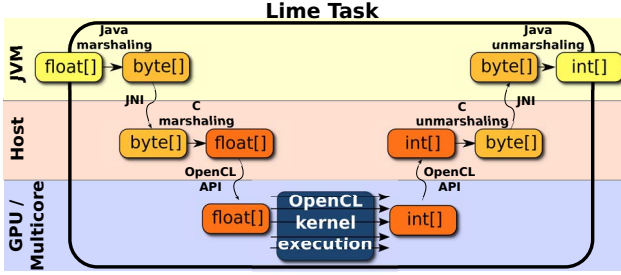 Lime Task
JVM
Java
marshaling
float[]
byte[]
JNI
Java
unmarshaling
byte[]
int[]
JNI
Host
C
marshaling
byte[]
float[]
OpenCL
API
C
unmarshaling
int[]
byte[]
OpenCL
API
GPU /
Multicore
float[]
OpenCL
kernel
execution
int[]